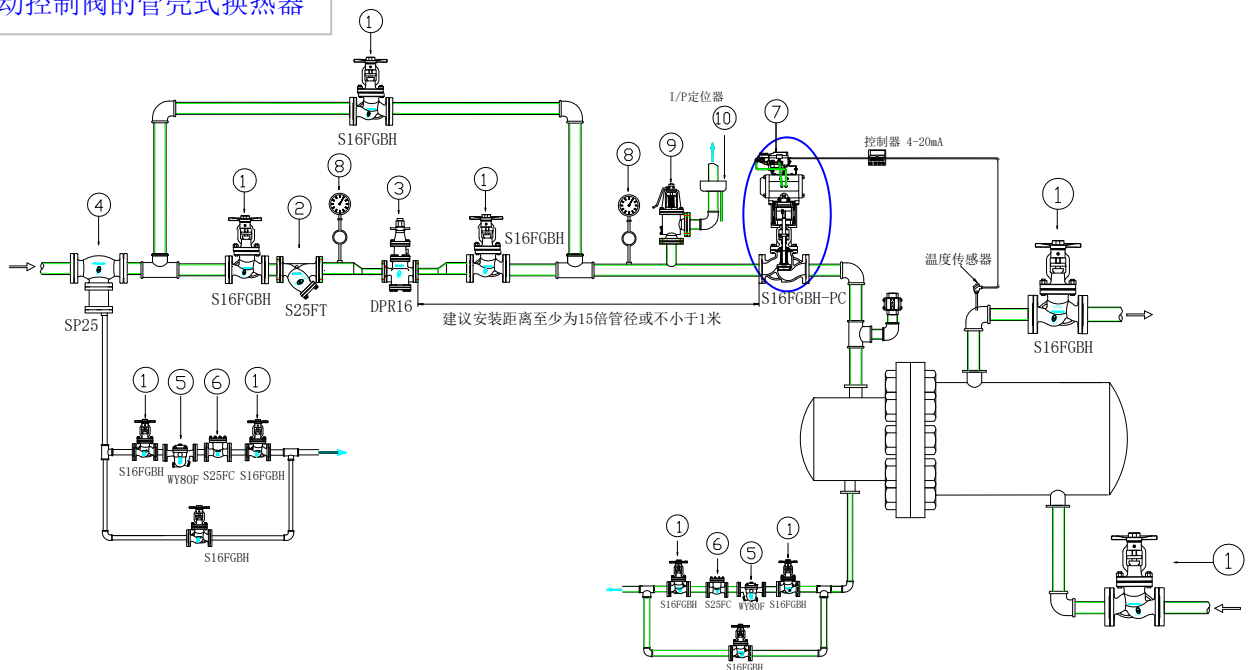 动控制阀的管壳式换热器
1
S16FGBH
I/P定位器
10
7
9
控制器 4-20mA
8
8
1
2
3
1
4
1
S16FGBH
温度传感器
S16FGBH
S25FT
DPR16
S16FGBH-PC
SP25
建议安装距离至少为15倍管径或不小于1米
S16FGBH
1
5
6
1
S16FGBH
WY80F
S25FC
S16FGBH
S16FGBH
1
6
5
1
1
S16FGBH
S25FC
WY80F
S16FGBH
S16FGBH